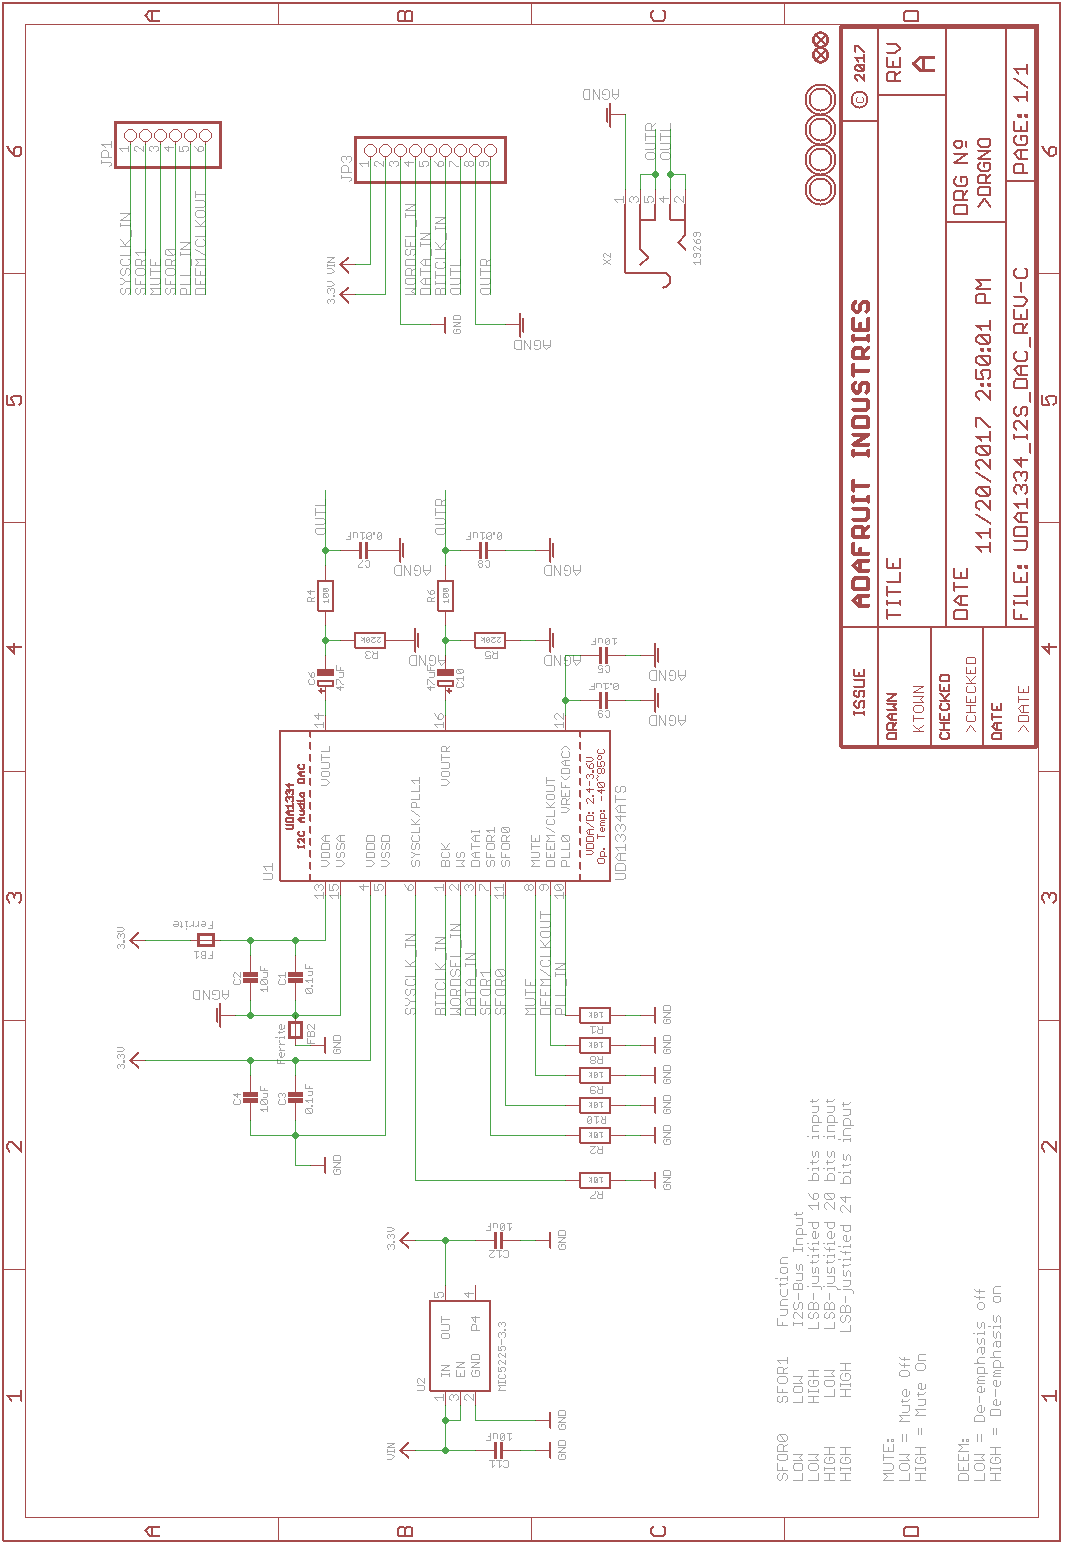 A
B
C
D
1
2
3
4
5
6
VIN
C11
10uF
GND
GND
U2
IN
EN
GND
OUT
P4
1
3
2
5
4
MIC5225-3.3
3.3V
C12
10uF
GND
3.3V
C4
10uF
C3
0.1uF
GND
3.3V
FB1
Ferrite
C2
10uF
C1
0.1uF
AGND
FB2
Ferrite
GND
U1
UDA1334
I2C Audio DAC
13 VDDA
15 VSSA
4 VDDD
5 VSSD
6 SYSCLK/PLL1
1 BCK
2 WS
3 DATAI
7 SFOR1
11 SFOR0
8 MUTE
9 DEEM/CLKOUT
10 PLL0
VOUTL 14
VOUTR 16
VREF(DAC) 12
VDDA/D: 2.4-3.6V
Op. Temp: -40~85ºC
UDA1334ATS
SYSCLK_IN
BITCLK_IN
WORDSEL_IN
DATA_IN
SFOR1
SFOR0
MUTE
DEEM/CLKOUT
PLL_IN
R7
10k
GND
R2
10k
GND
R10
10k
GND
R9
10k
GND
R8
10k
GND
R1
10k
GND
C6
47uF
R3
220k
AGND
R4
100
C7
0.01uF
AGND
OUTL
C10
47uF
R5
220k
AGND
R6
100
C8
0.01uF
AGND
OUTR
C9
0.1uF
AGND
C5
10uF
AGND
JP1
1
2
3
4
5
6
SYSCLK_IN
SFOR1
MUTE
SFOR0
PLL_IN
DEEM/CLKOUT
JP3
1
2
3
4
5
6
7
8
9
VIN
3.3V
GND
WORDSEL_IN
DATA_IN
BITCLK_IN
OUTL
AGND
OUTR
X2
19269
1
3
5
4
2
AGND
OUTR
OUTL
SFOR0 SFOR1 Function
LOW LOW I2S-Bus Input
LOW HIGH LSB-justified 16 bits input
HIGH LOW LSB-justified 20 bits input
HIGH HIGH LSB-justified 24 bits input
MUTE:
LOW = Mute Off
HIGH = Mute On
DEEM:
LOW = De-emphasis off
HIGH = De-emphasis on
ISSUE
ADAFRUIT INDUSTRIES
© 2017
DRAWN
KTOWN
CHECKED
>CHECKED
DATE
>DATE
TITLE
REV
A
DATE
11/20/2017 2:50:01 PM
DRG Nº
>DRGNO
FILE: UDA1334_I2S_DAC_REV-C
PAGE: 1/1
A
B
C
D
1
2
3
4
5
6